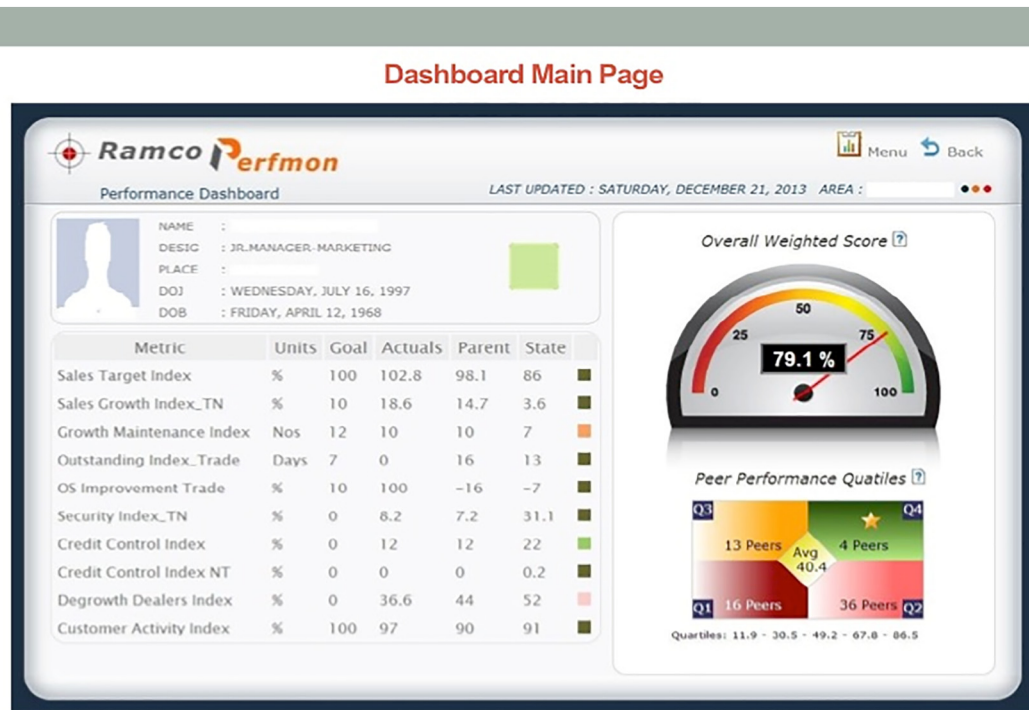 Dashboard Main Page
Ramco Perfmon
Menu Back
Performance Dashboard
LAST UPDATED : SATURDAY, DECEMBER 21, 2013 AREA :
NAME :
DESIG : JR.MANAGER-MARKETING
PLACE :
DOJ : WEDNESDAY, JULY 16, 1997
DOB : FRIDAY, APRIL 12, 1968
Metric Units Goal Actuals Parent State
Sales Target Index % 100 102.8 98.1 86
Sales Growth Index_TN % 10 18.6 14.7 3.6
Growth Maintenance Index Nos 12 10 10 7
Outstanding Index_Trade Days 7 0 16 13
OS Improvement Trade % 10 100 -16 -7
Security Index_TN % 0 8.2 7.2 31.1
Credit Control Index % 0 12 12 22
Credit Control Index NT % 0 0 0 0.2
Degrowth Dealers Index % 0 36.6 44 52
Customer Activity Index % 100 97 90 91
Overall Weighted Score ?
50
25 75
79.1 %
0 100
Peer Performance Quatiles ?
Q3 Q4
13 Peers 4 Peers
Avg
40.4
16 Peers 36 Peers
Q1 Q2
Quartiles: 11.9 - 30.5 - 49.2 - 67.8 - 86.5